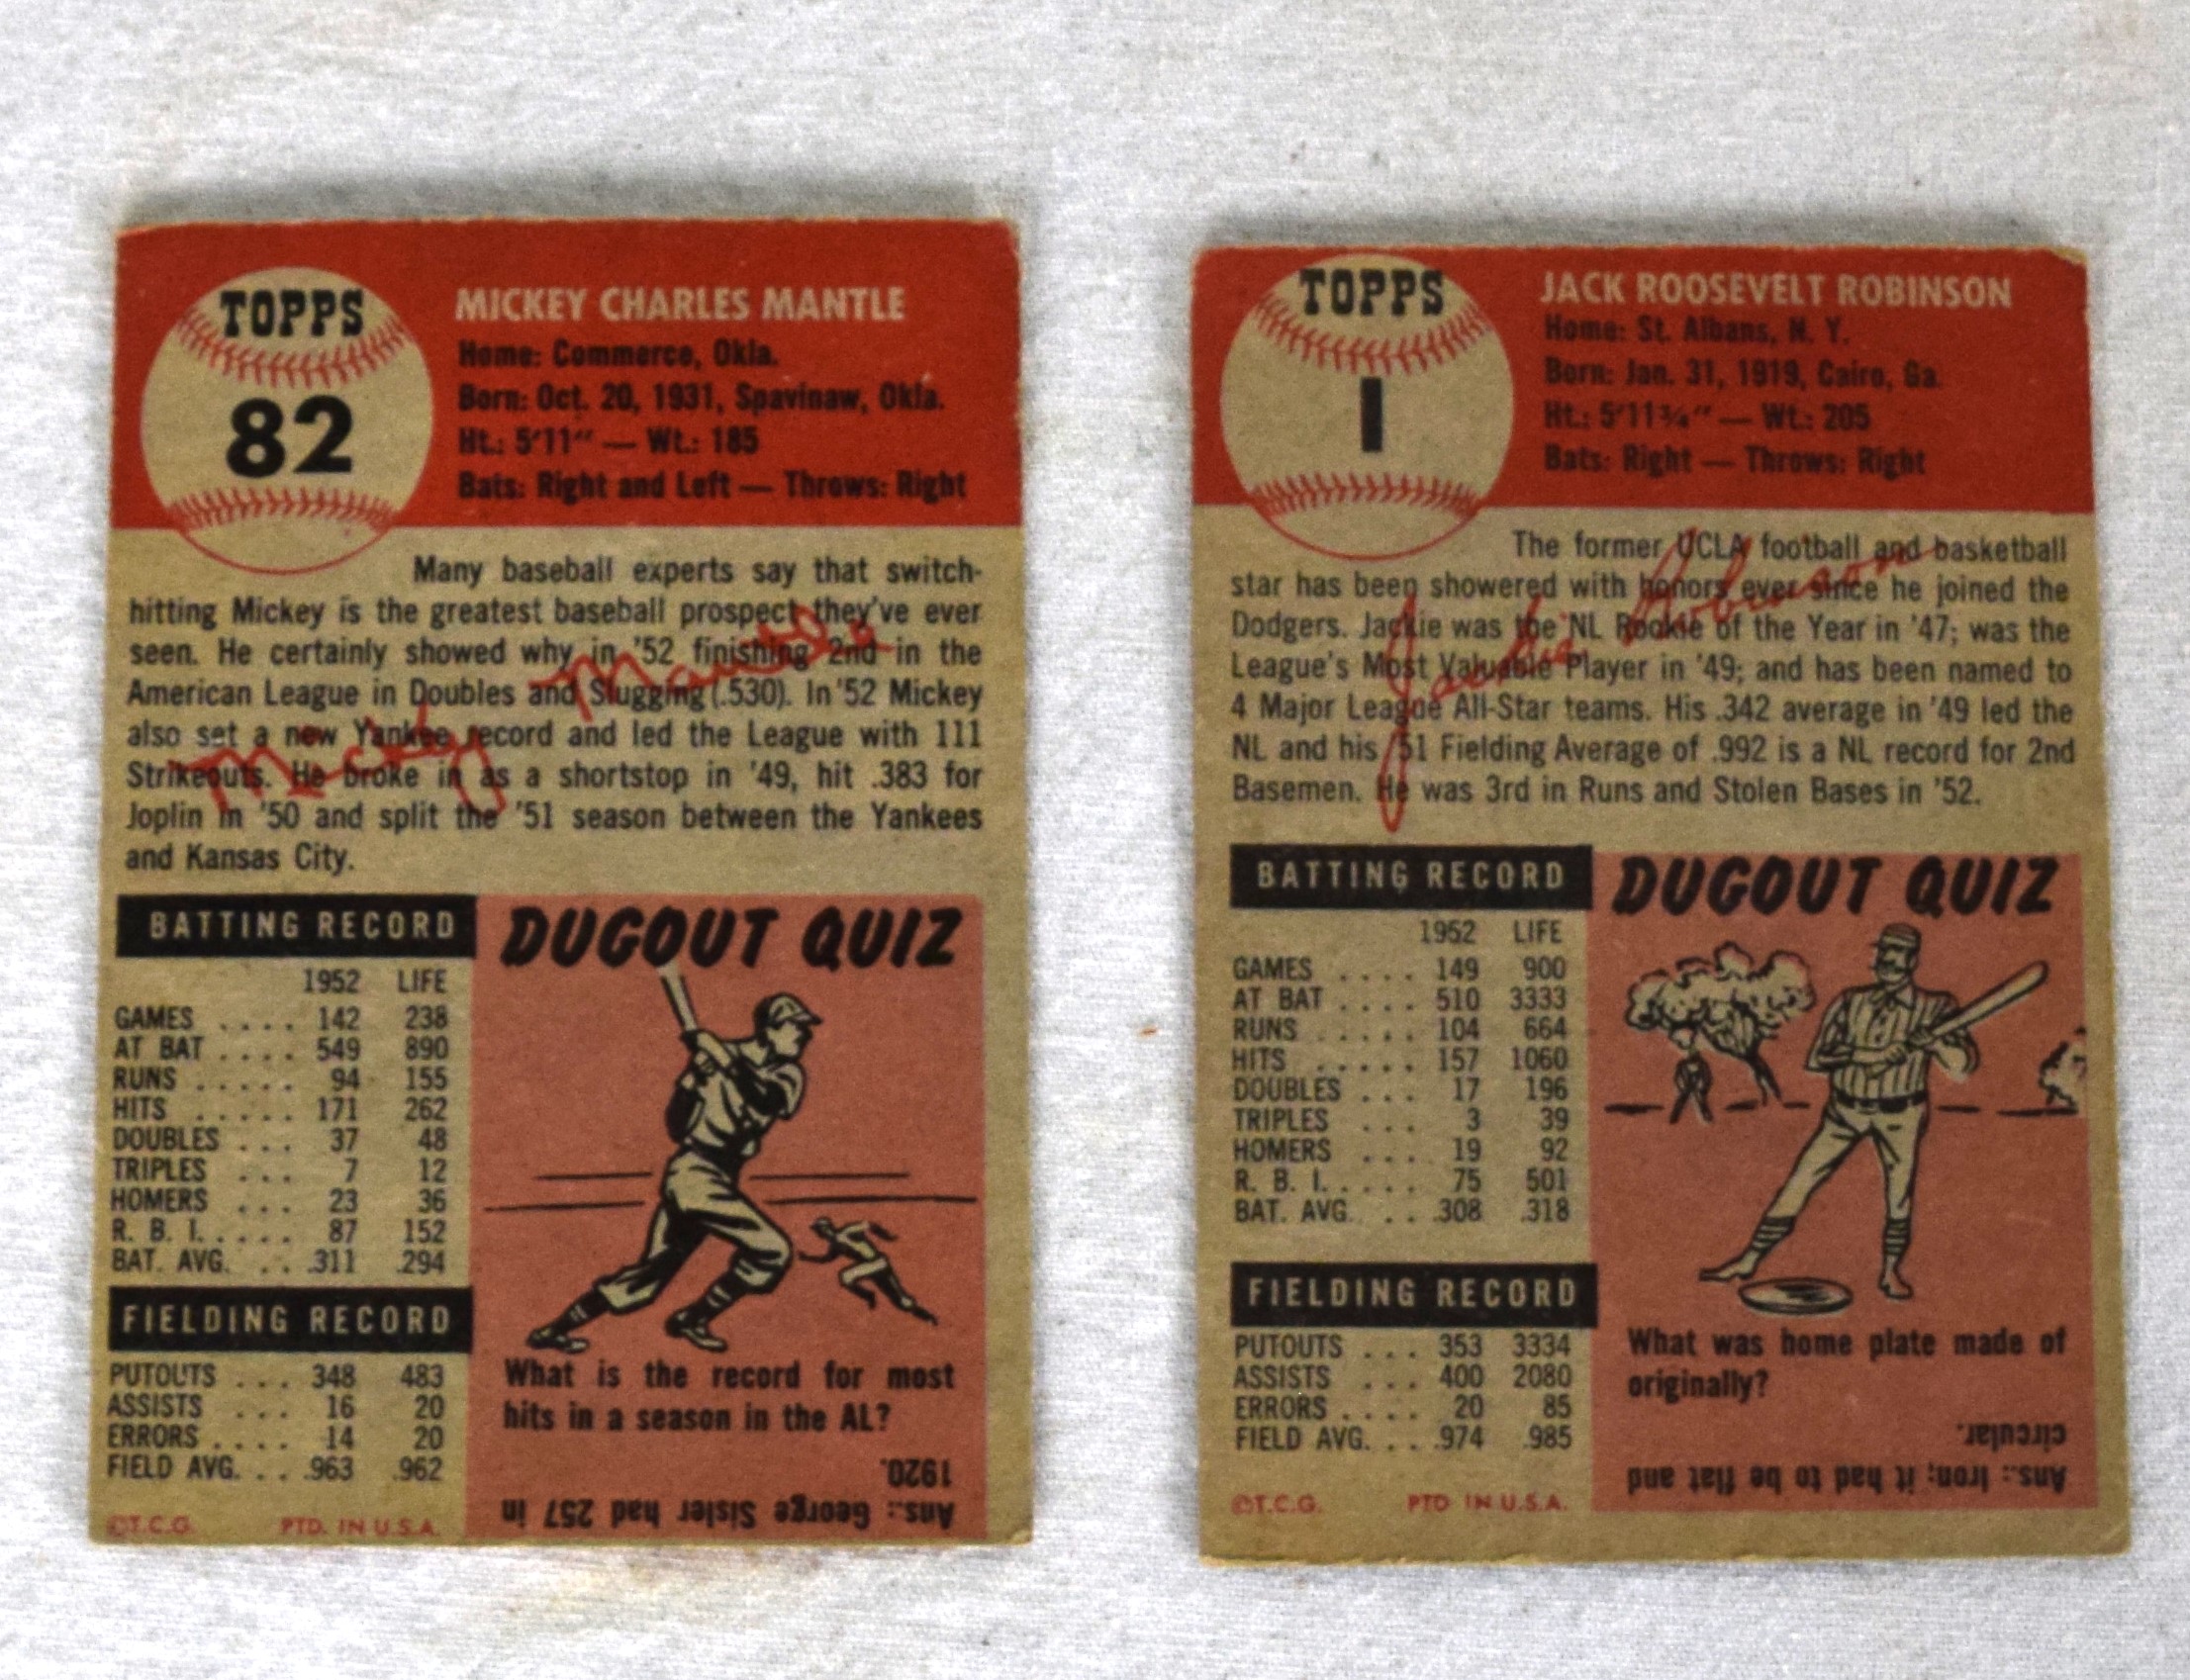 TOPPS
82
MICKEY CHARLES MANTLE
Home: Commerce, Okla.
Born: Oct. 20, 1931, Spavinaw, Okla.
Ht.: 5'11" — Wt.: 185
Bats: Right and Left — Throws: Right
Many baseball experts say that switch-
hitting Mickey is the greatest baseball prospect they've ever
seen. He certainly showed why in '52 finishing 2nd in the
American League in Doubles and Slugging (.530). In '52 Mickey
also set a new Yankee record and led the League with 111
Strikeouts. He broke in as a shortstop in '49, hit .383 for
Joplin in '50 and split the '51 season between the Yankees
and Kansas City.
Mickey Mantle
BATTING RECORD
1952 LIFE
GAMES .... 142 238
AT BAT .... 549 890
RUNS ..... 94 155
HITS ..... 171 262
DOUBLES ... 37 48
TRIPLES ... 7 12
HOMERS ... 23 36
R. B. I. .... 87 152
BAT. AVG. ... .311 .294
FIELDING RECORD
PUTOUTS ... 348 483
ASSISTS ... 16 20
ERRORS .... 14 20
FIELD AVG. ... .963 .962
©T.C.G. PTD. IN U.S.A.
DUGOUT QUIZ
What is the record for most
hits in a season in the AL?
Ans.: George Sisler had 257 in
1920.
TOPPS
1
JACK ROOSEVELT ROBINSON
Home: St. Albans, N. Y.
Born: Jan. 31, 1919, Cairo, Ga.
Ht.: 5'11¾" — Wt.: 205
Bats: Right — Throws: Right
The former UCLA football and basketball
star has been showered with honors ever since he joined the
Dodgers. Jackie was the NL Rookie of the Year in '47; was the
League's Most Valuable Player in '49; and has been named to
4 Major League All-Star teams. His .342 average in '49 led the
NL and his '51 Fielding Average of .992 is a NL record for 2nd
Basemen. He was 3rd in Runs and Stolen Bases in '52.
Jackie Robinson
BATTING RECORD
1952 LIFE
GAMES .... 149 900
AT BAT .... 510 3333
RUNS ..... 104 664
HITS ..... 157 1060
DOUBLES ... 17 196
TRIPLES ... 3 39
HOMERS ... 19 92
R. B. I. .... 75 501
BAT. AVG. ... .308 .318
FIELDING RECORD
PUTOUTS ... 353 3334
ASSISTS ... 400 2080
ERRORS .... 20 85
FIELD AVG. ... .974 .985
©T.C.G. PTD. IN U.S.A.
DUGOUT QUIZ
What was home plate made of
originally?
Ans.: Iron; it had to be flat and
circular.